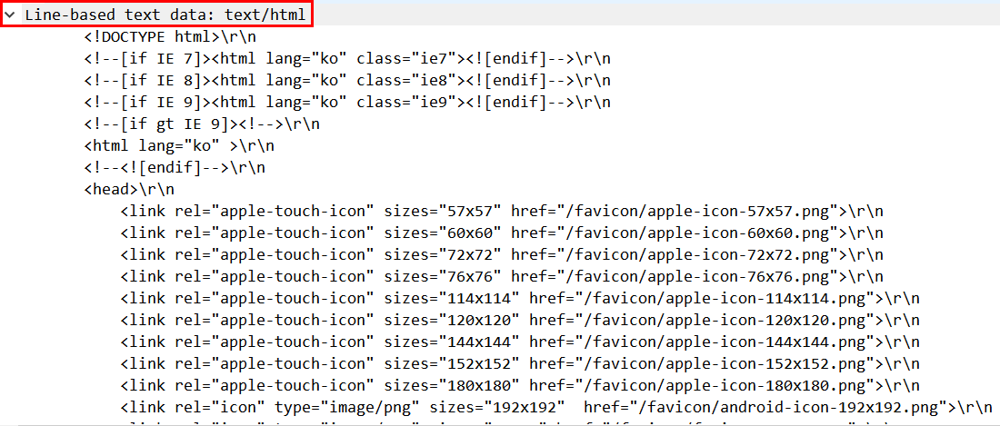 Line-based text data: text/html
<!DOCTYPE html>\r\n
<!--[if IE 7]><html lang="ko" class="ie7"><![endif]-->\r\n
<!--[if IE 8]><html lang="ko" class="ie8"><![endif]-->\r\n
<!--[if IE 9]><html lang="ko" class="ie9"><![endif]-->\r\n
<!--[if gt IE 9]><!-->\r\n
<html lang="ko" >\r\n
<!--<![endif]-->\r\n
<head>\r\n
<link rel="apple-touch-icon" sizes="57x57" href="/favicon/apple-icon-57x57.png">\r\n
<link rel="apple-touch-icon" sizes="60x60" href="/favicon/apple-icon-60x60.png">\r\n
<link rel="apple-touch-icon" sizes="72x72" href="/favicon/apple-icon-72x72.png">\r\n
<link rel="apple-touch-icon" sizes="76x76" href="/favicon/apple-icon-76x76.png">\r\n
<link rel="apple-touch-icon" sizes="114x114" href="/favicon/apple-icon-114x114.png">\r\n
<link rel="apple-touch-icon" sizes="120x120" href="/favicon/apple-icon-120x120.png">\r\n
<link rel="apple-touch-icon" sizes="144x144" href="/favicon/apple-icon-144x144.png">\r\n
<link rel="apple-touch-icon" sizes="152x152" href="/favicon/apple-icon-152x152.png">\r\n
<link rel="apple-touch-icon" sizes="180x180" href="/favicon/apple-icon-180x180.png">\r\n
<link rel="icon" type="image/png" sizes="192x192"  href="/favicon/android-icon-192x192.png">\r\n